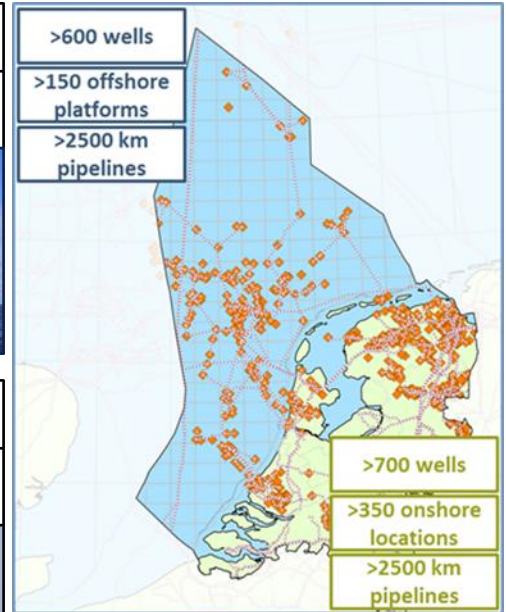 >600 wells
>150 offshore
platforms
>2500 km
pipelines
>700 wells
>350 onshore
locations
>2500 km
pipelines